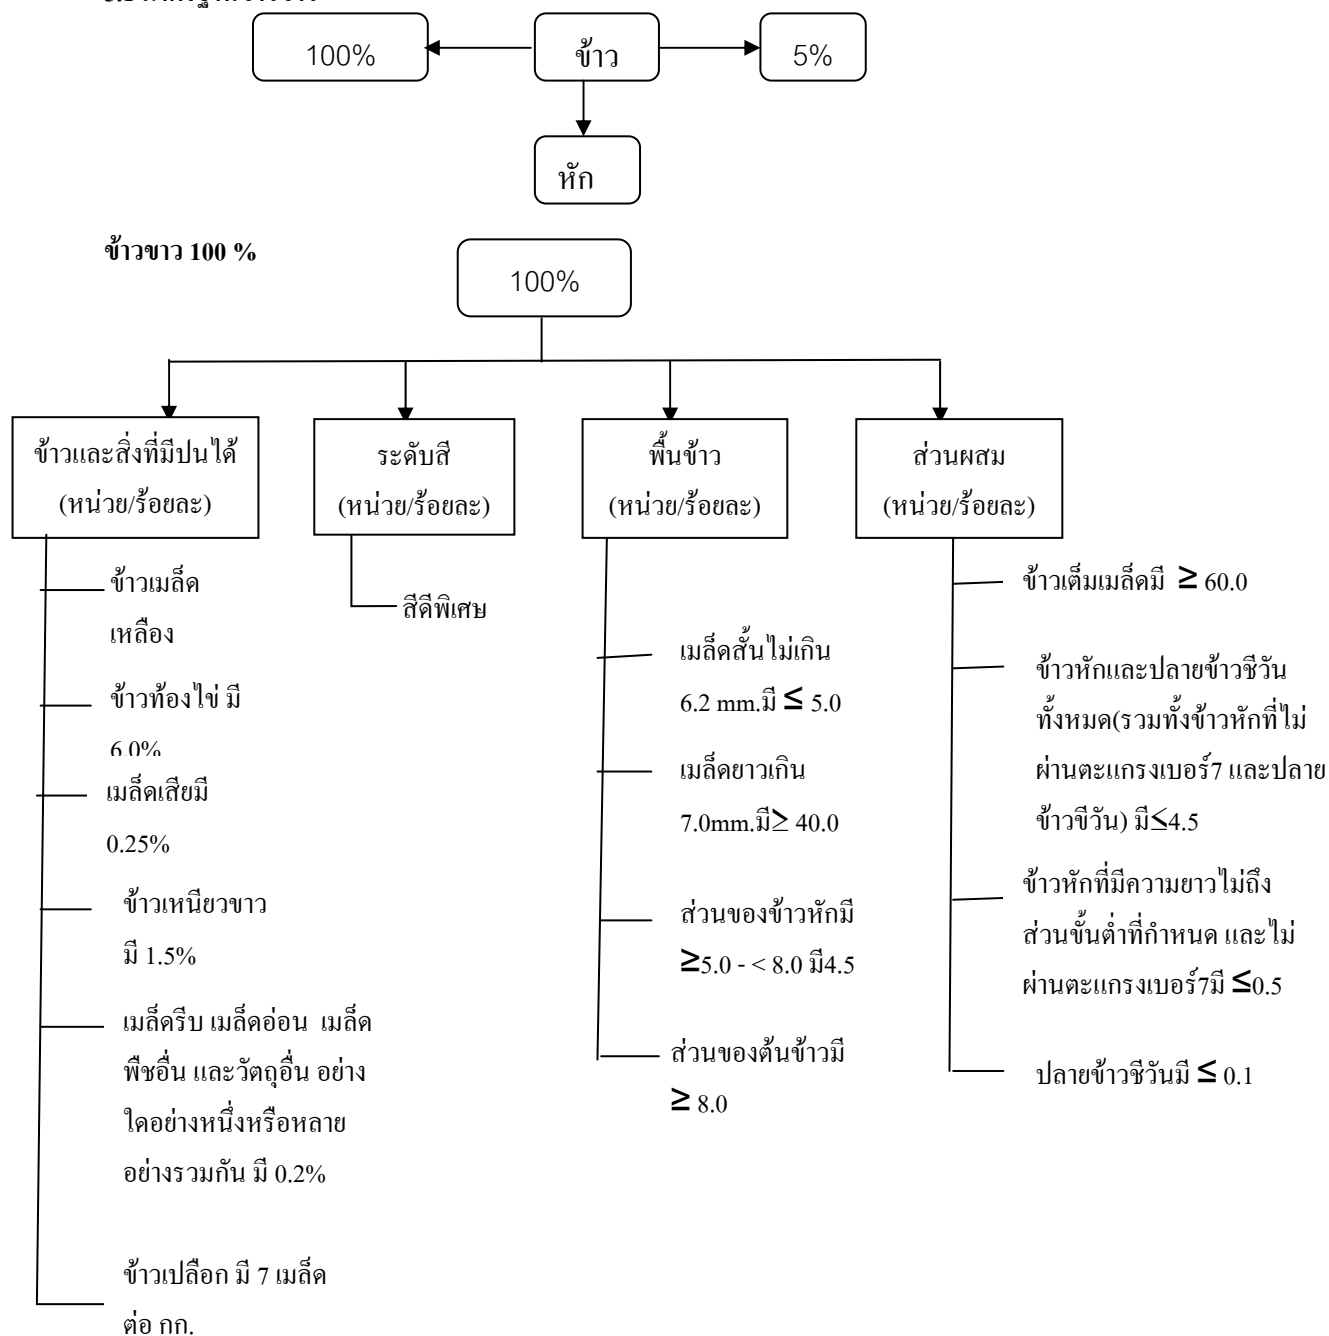 100%
ข้าว
5%
หัก
ข้าวขาว 100 %
100%
ข้าวและสิ่งที่มีปนได้
(หน่วย/ร้อยละ)
ข้าวเมล็ด
เหลือง
ข้าวท้องไข่ มี
6.0%
เมล็ดเสียมี
0.25%
ข้าวเหนียวขาว
มี 1.5%
เมล็ดรีบ เมล็ดอ่อน เมล็ด
พืชอื่น และวัตถุอื่น อย่าง
ใดอย่างหนึ่งหรือหลาย
อย่างรวมกัน มี 0.2%
ข้าวเปลือก มี 7 เมล็ด
ต่อ กก.
ระดับสี
(หน่วย/ร้อยละ)
สีดีพิเศษ
พื้นข้าว
(หน่วย/ร้อยละ)
เมล็ดสั้นไม่เกิน
6.2 mm.มี ≤ 5.0
เมล็ดยาวเกิน
7.0mm.มี≥ 40.0
ส่วนของข้าวหักมี
≥5.0 - < 8.0 มี4.5
ส่วนของต้นข้าวมี
≥ 8.0
ส่วนผสม
(หน่วย/ร้อยละ)
ข้าวเต็มเมล็ดมี ≥ 60.0
ข้าวหักและปลายข้าวซีวัน
ทั้งหมด(รวมทั้งข้าวหักที่ไม่
ผ่านตะแกรงเบอร์7 และปลาย
ข้าวซีวัน) มี≤4.5
ข้าวหักที่มีความยาวไม่ถึง
ส่วนขั้นต่ำที่กำหนด และไม่
ผ่านตะแกรงเบอร์7มี ≤0.5
ปลายข้าวซีวันมี ≤ 0.1